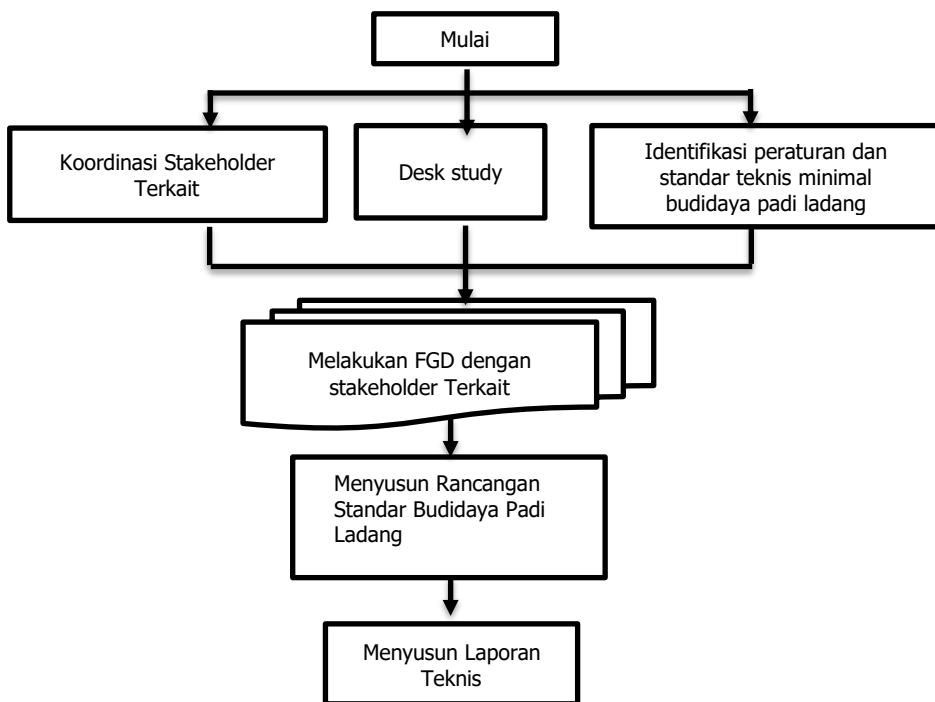 Mulai
Koordinasi Stakeholder
Terkait
Desk study
Identifikasi peraturan dan
standar teknis minimal
budidaya padi ladang
Melakukan FGD dengan
stakeholder Terkait
Menyusun Rancangan
Standar Budidaya Padi
Ladang
Menyusun Laporan
Teknis